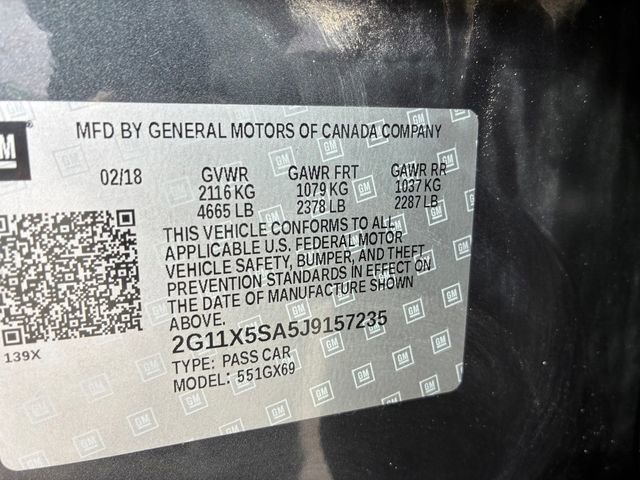 GM
MFD BY GENERAL MOTORS OF CANADA COMPANY
02/18 GVWR GAWR FRT GAWR RR
2116 KG 1079 KG 1037 KG
4665 LB 2378 LB 2287 LB
THIS VEHICLE CONFORMS TO ALL
APPLICABLE U.S. FEDERAL MOTOR
VEHICLE SAFETY, BUMPER, AND THEFT
PREVENTION STANDARDS IN EFFECT ON
THE DATE OF MANUFACTURE SHOWN
ABOVE.
2G11X5SA5J9157235
139X
TYPE: PASS CAR
MODEL: 551GX69